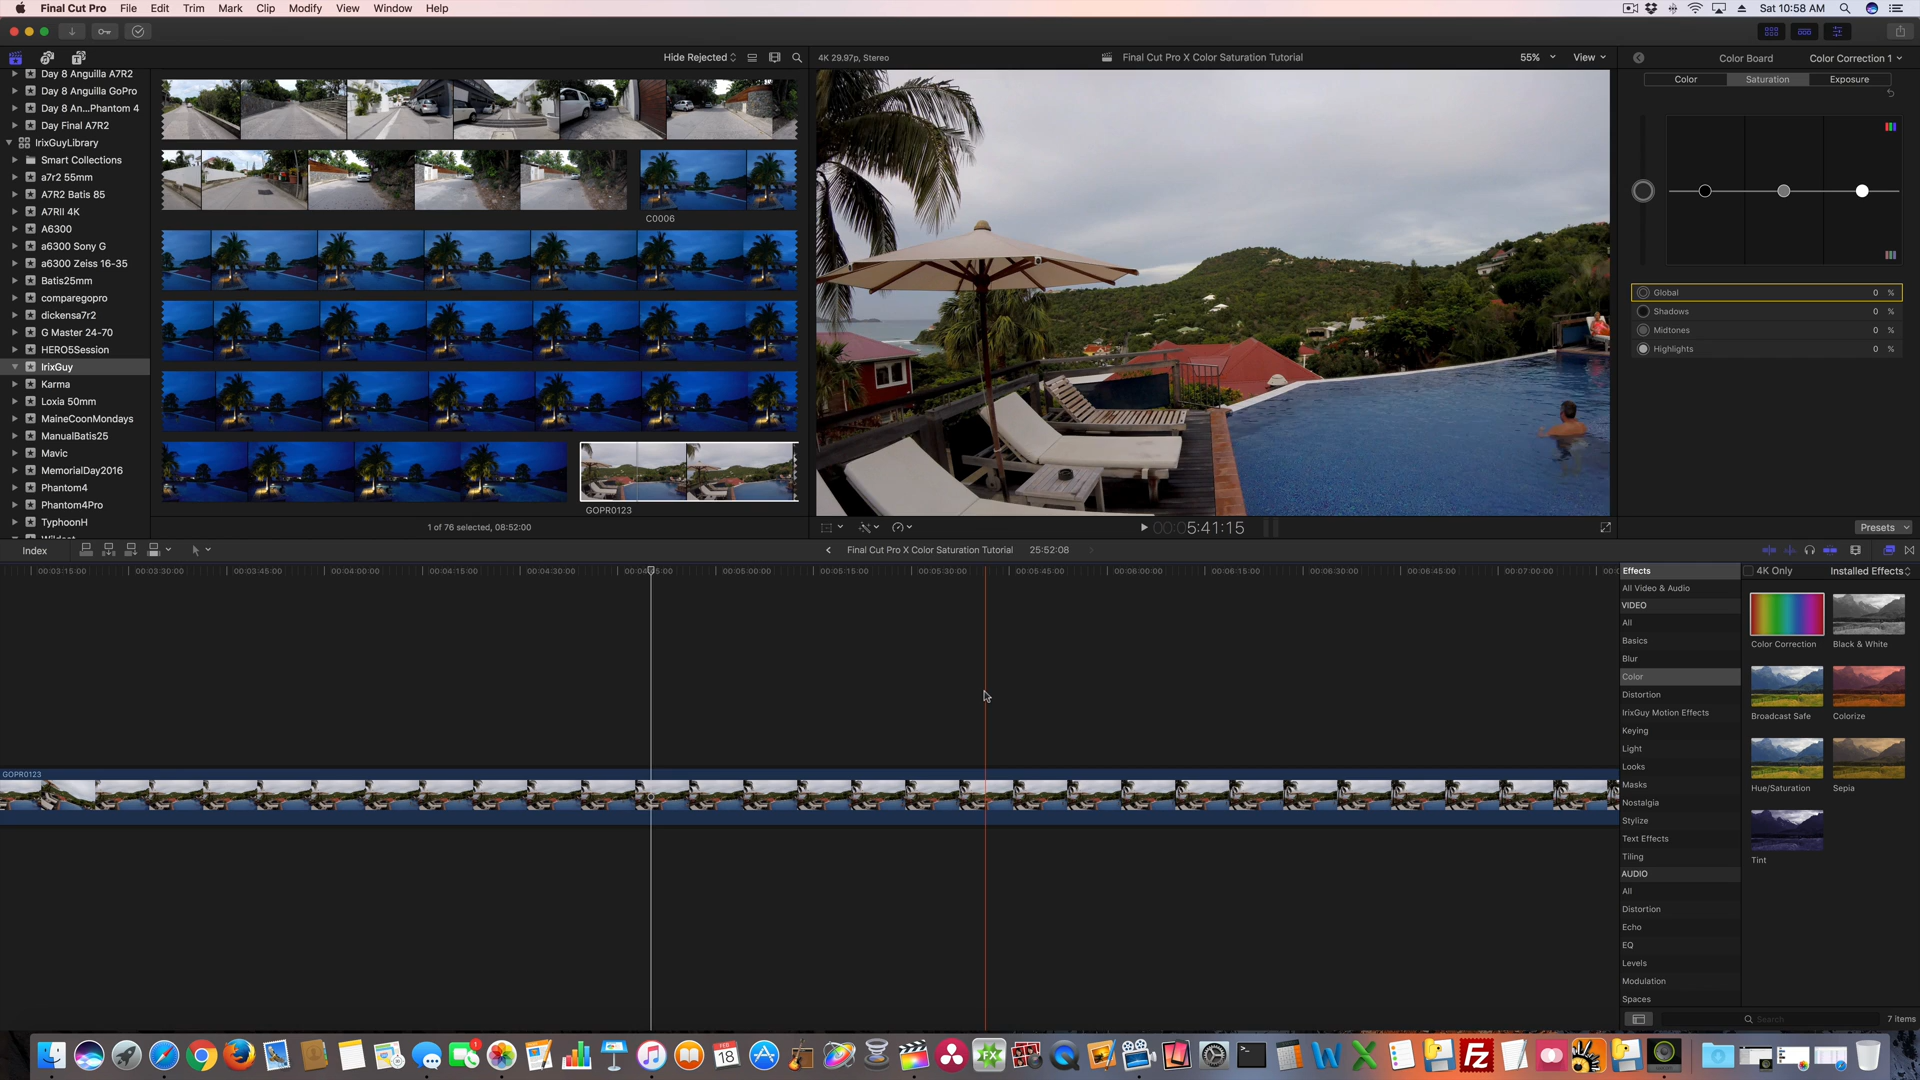 Final Cut Pro File Edit Trim Mark Clip Modify View Window Help
Sat 10:58 AM
Hide Rejected
4K 29.97p, Stereo
Final Cut Pro X Color Saturation Tutorial
55%
View
Color Board
Color Correction 1
Color
Saturation
Exposure
Day 8 Anguilla A7R2
Day 8 Anguilla GoPro
Day 8 An...Phantom 4
Day Final A7R2
IrixGuyLibrary
Smart Collections
a7r2 55mm
A7R2 Batis 85
A7RII 4K
A6300
a6300 Sony G
a6300 Zeiss 16-35
Batis25mm
comparegopro
dickensa7r2
G Master 24-70
HERO5Session
IrixGuy
Karma
Loxia 50mm
MaineCoonMondays
ManualBatis25
Mavic
MemorialDay2016
Phantom4
Phantom4Pro
TyphoonH
C0006
GOPR0123
1 of 76 selected, 08:52:00
00:00:5:41:15
Global 0 %
Shadows 0 %
Midtones 0 %
Highlights 0 %
Presets
Index
Final Cut Pro X Color Saturation Tutorial 25:52:08
00:03:15:00
00:03:30:00
00:03:45:00
00:04:00:00
00:04:15:00
00:04:30:00
00:05:00:00
00:05:15:00
00:05:30:00
00:05:45:00
00:06:00:00
00:06:15:00
00:06:30:00
00:06:45:00
00:07:00:00
GOPR0123
Effects
4K Only
Installed Effects
All Video & Audio
VIDEO
All
Basics
Blur
Color
Distortion
IrixGuy Motion Effects
Keying
Light
Looks
Masks
Nostalgia
Stylize
Text Effects
Tiling
AUDIO
All
Distortion
Echo
EQ
Levels
Modulation
Spaces
Color Correction
Black & White
Broadcast Safe
Colorize
Hue/Saturation
Sepia
Tint
Search
7 items
FEB
18
1
FX